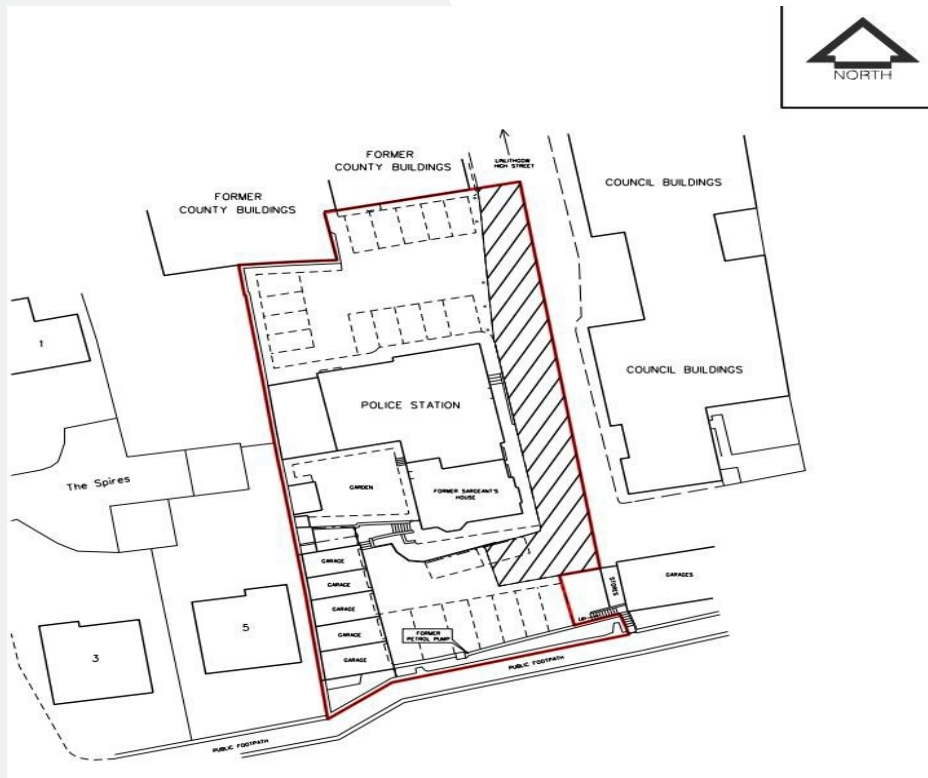 NORTH
LINLITHGOW
HIGH STREET
FORMER
COUNTY BUILDINGS
FORMER
COUNTY BUILDINGS
COUNCIL BUILDINGS
1
COUNCIL BUILDINGS
POLICE STATION
The Spires
GARDEN
FORMER SARGEANT'S
HOUSE
GARAGE
GARAGE
GARAGE
GARAGE
GARAGE
STORES
GARAGES
UP
FORMER
PETROL PUMP
5
3
PUBLIC FOOTPATH
PUBLIC FOOTPATH